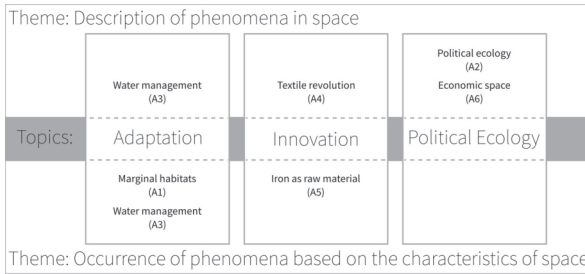 Theme: Description of phenomena in space
Political ecology
(A2)
Water management
(A3)
Textile revolution
(A4)
Economic space
(A6)
Topics:
Adaptation
Innovation
Political Ecology
Marginal habitats
(A1)
Water management
(A3)
Iron as raw material
(A5)
Theme: Occurrence of phenomena based on the characteristics of space